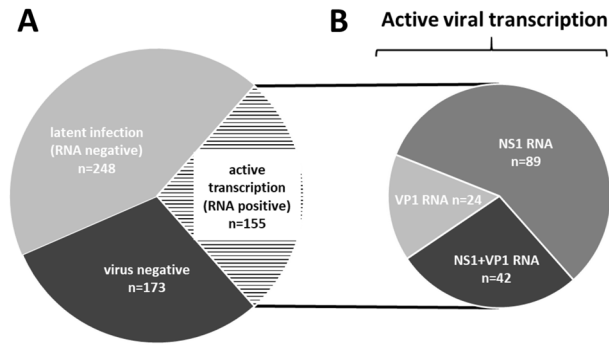 A
B
Active viral transcription
latent infection
(RNA negative)
n=248
active
transcription
(RNA positive)
n=155
virus negative
n=173
NS1 RNA
n=89
VP1 RNA n=24
NS1+VP1 RNA
n=42